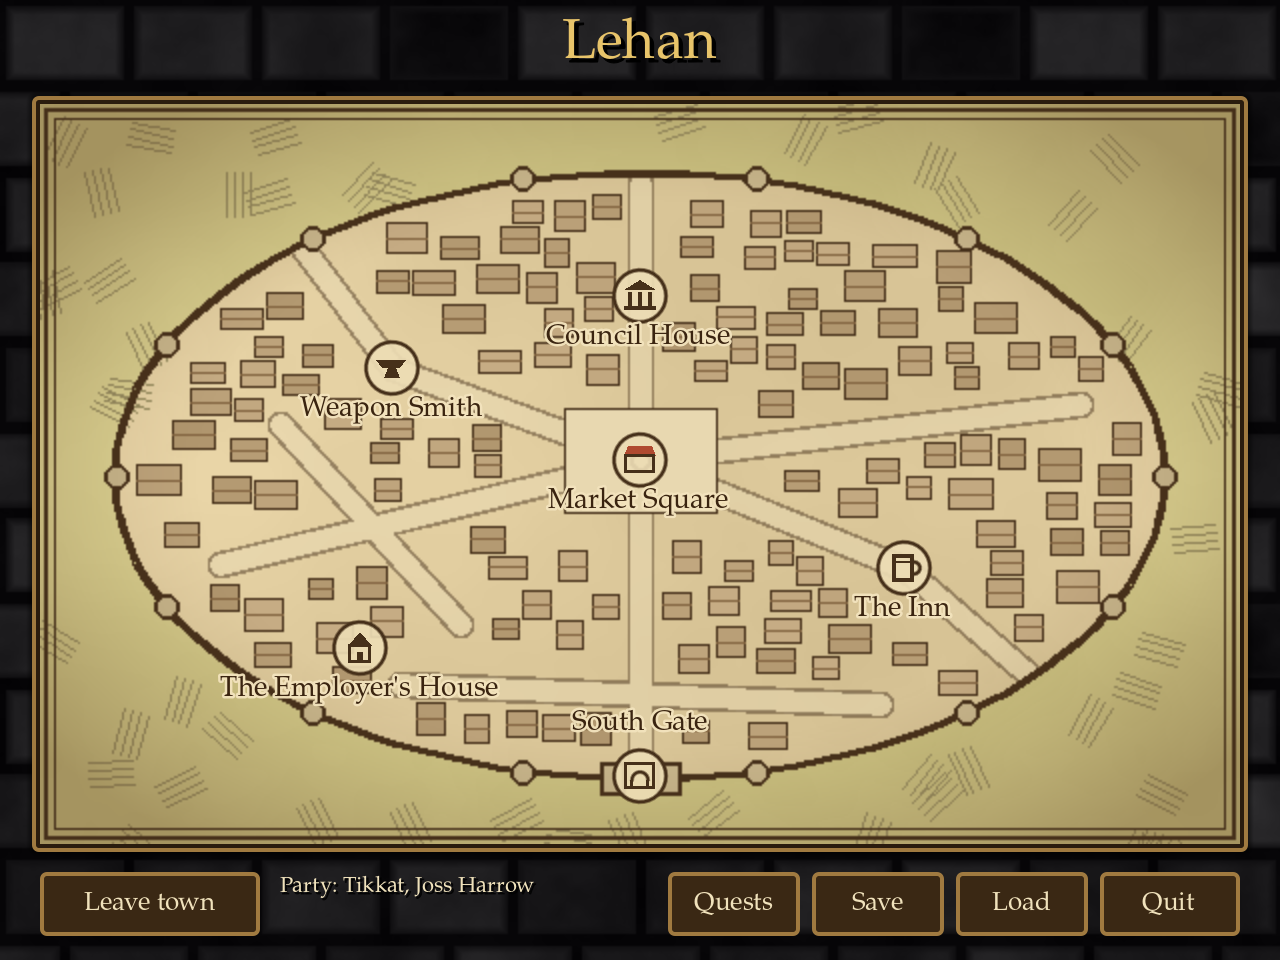 Lehan
Council House
Weapon Smith
Market Square
The Inn
The Employer's House
South Gate
Leave town
Party: Tikkat, Joss Harrow
Quests
Save
Load
Quit